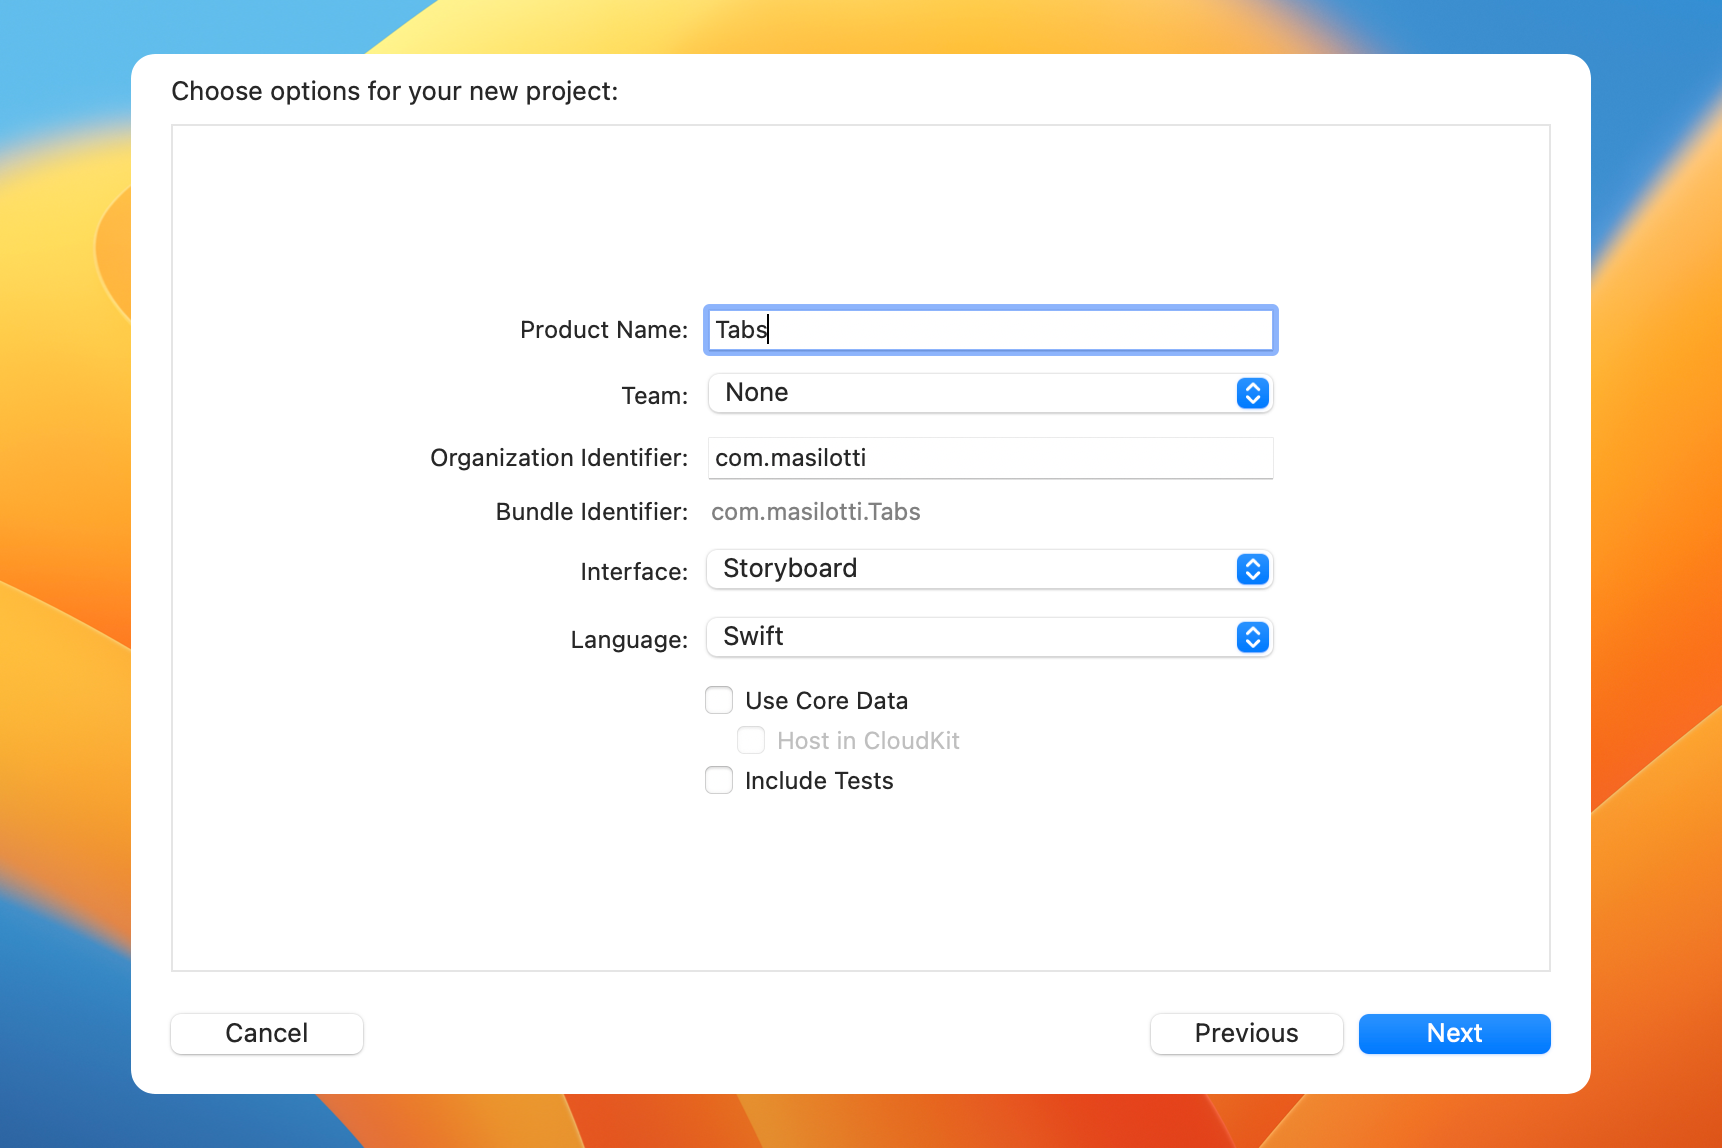 Choose options for your new project:
Product Name: Tabs
Team: None
Organization Identifier: com.masilotti
Bundle Identifier: com.masilotti.Tabs
Interface: Storyboard
Language: Swift
Use Core Data
Host in CloudKit
Include Tests
Cancel Previous Next